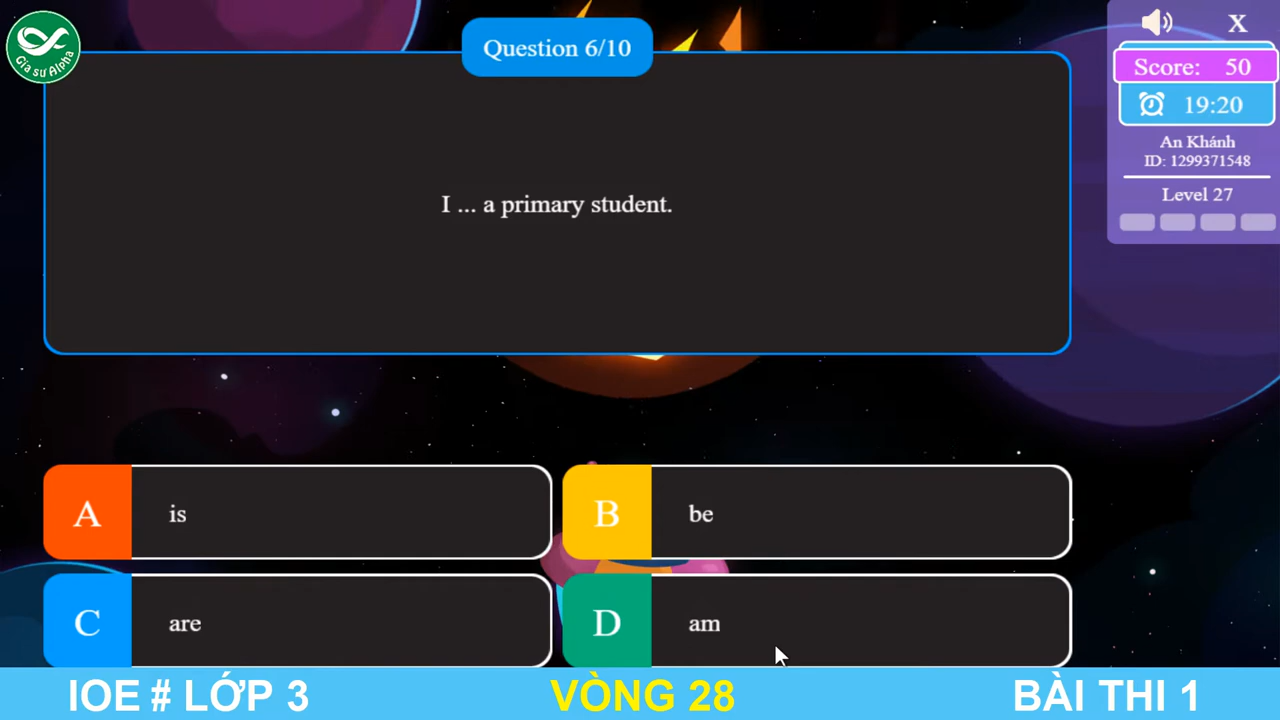 Gia sư Alpha
Question 6/10
X
Score: 50
19:20
An Khánh
ID: 1299371548
Level 27
I ... a primary student.
A is
B be
C are
D am
IOE # LỚP 3
VÒNG 28
BÀI THI 1